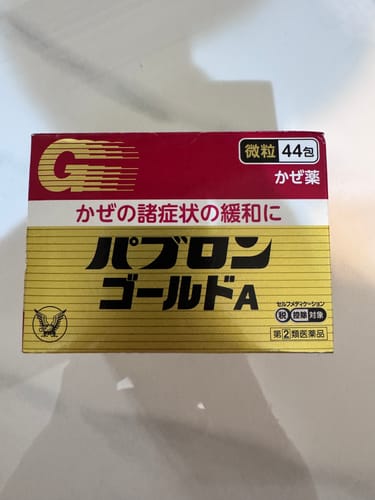 G
微粒 44包
かぜ薬
かぜの諸症状の緩和に
パブロン
ゴールドA
セルフメディケーション
税 控除 対象
指②類医薬品